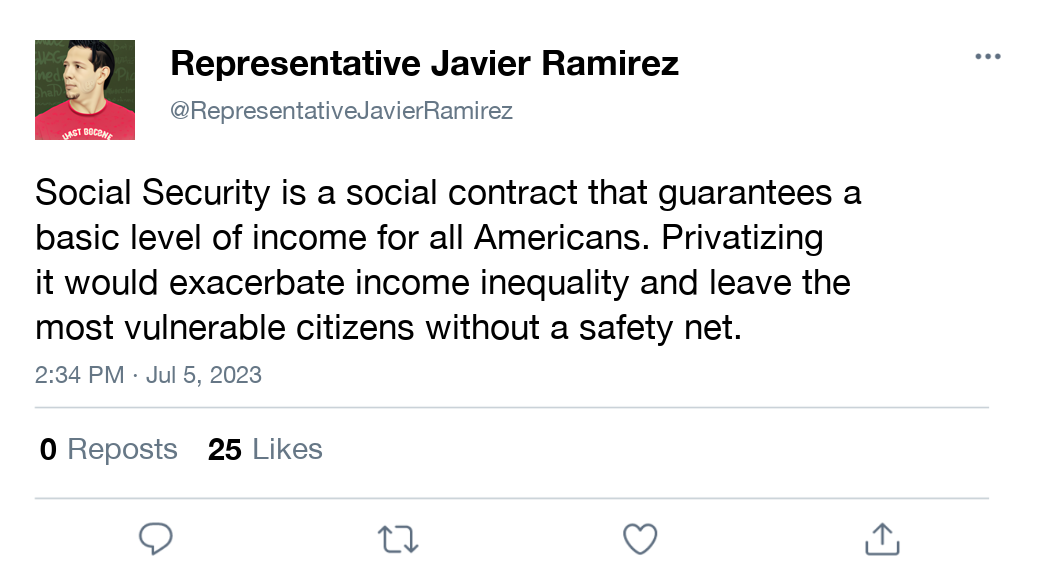 Representative Javier Ramirez
@RepresentativeJavierRamirez
Social Security is a social contract that guarantees a
basic level of income for all Americans. Privatizing
it would exacerbate income inequality and leave the
most vulnerable citizens without a safety net.
2:34 PM · Jul 5, 2023
0 Reposts 25 Likes